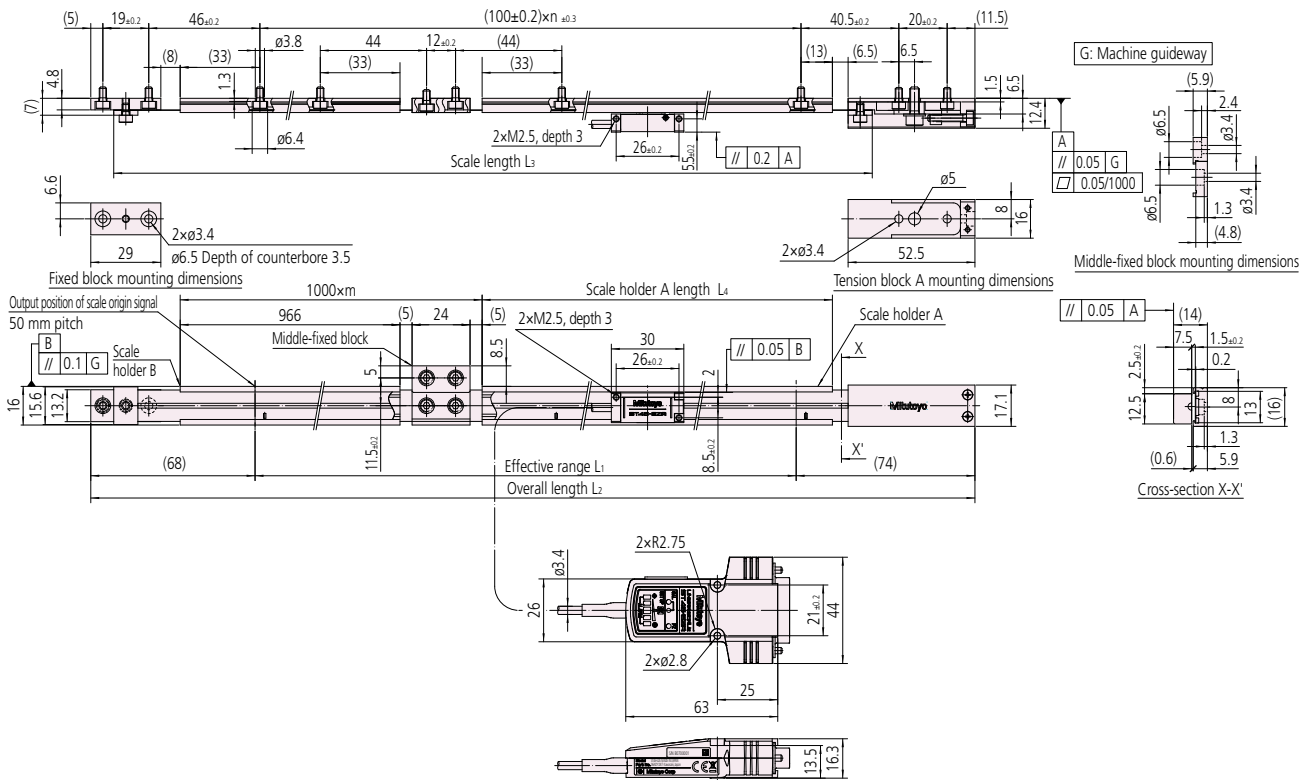 (5)
19±0.2
46±0.2
(100±0.2)×n ±0.3
40.5±0.2
20±0.2
(11.5)
(8)
(33)
ø3.8
44
12±0.2
(44)
(13)
(6.5)
6.5
G: Machine guideway
4.8
1.3
(33)
(33)
1.5
6.5
(5.9)
(7)
12.4
2.4
ø6.4
2×M2.5, depth 3
26±0.2
5.5±0.2
// 0.2 A
Scale length L3
A
// 0.05 G
0.05/1000
ø6.5
ø3.4
6.6
ø5
8
16
ø6.5
ø3.4
2×ø3.4
ø6.5 Depth of counterbore 3.5
2×ø3.4
1.3
29
52.5
(4.8)
Fixed block mounting dimensions
Tension block A mounting dimensions
Middle-fixed block mounting dimensions
Output position of scale origin signal
50 mm pitch
1000×m
Scale holder A length L4
966
(5)
24
(5)
2×M2.5, depth 3
Scale holder A
// 0.05 A
(14)
Middle-fixed block
8.5
30
7.5
1.5±0.2
B
// 0.1 G
Scale
holder B
5
26±0.2
2
// 0.05 B
X
2.5±0.2
0.2
16
15.6
13.2
Mitutoyo
Mitutoyo
17.1
12.5
8
13
(16)
11.5±0.2
8.5±0.2
X'
1.3
(68)
Effective range L1
(74)
(0.6)
5.9
Overall length L2
Cross-section X-X'
2×R2.75
ø3.4
26
Mitutoyo
21±0.2
44
2×ø2.8
25
63
Mitutoyo Corp
CE
13.5
16.3